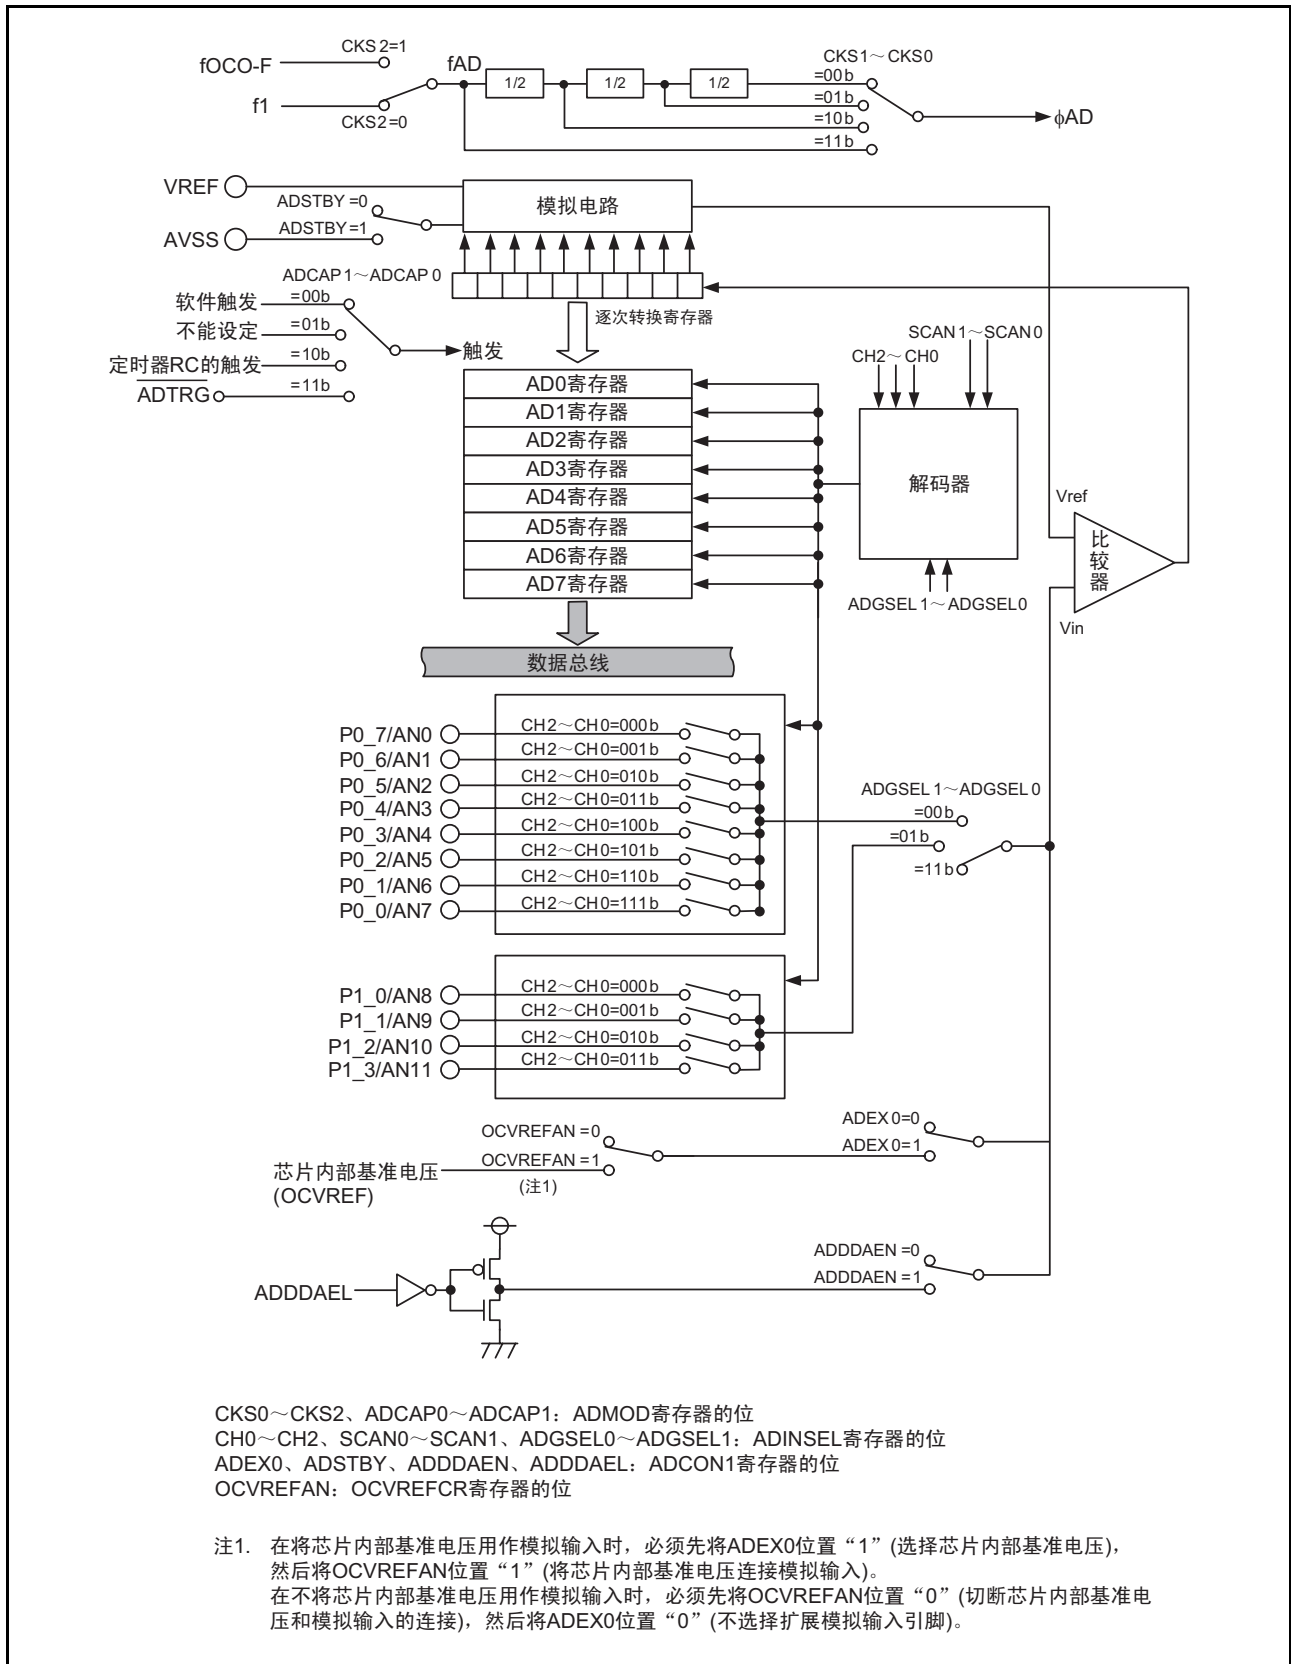 CKS2=1
fOCO-F
fAD
1/2
1/2
1/2
CKS1～CKS0
=00b
=01b
=10b
=11b
f1
CKS2=0
φAD
VREF
ADSTBY=0
模拟电路
AVSS
ADSTBY=1
ADCAP1～ADCAP0
软件触发
=00b
不能设定
=01b
定时器RC的触发
=10b
ADTRG
=11b
触发
逐次转换寄存器
SCAN1～SCAN0
CH2～CH0
AD0寄存器
AD1寄存器
AD2寄存器
AD3寄存器
AD4寄存器
AD5寄存器
AD6寄存器
AD7寄存器
解码器
Vref
比较器
Vin
ADGSEL1～ADGSEL0
数据总线
P0_7/AN0
CH2～CH0=000b
P0_6/AN1
CH2～CH0=001b
P0_5/AN2
CH2～CH0=010b
P0_4/AN3
CH2～CH0=011b
P0_3/AN4
CH2～CH0=100b
P0_2/AN5
CH2～CH0=101b
P0_1/AN6
CH2～CH0=110b
P0_0/AN7
CH2～CH0=111b
ADGSEL1～ADGSEL0
=00b
=01b
=11b
P1_0/AN8
CH2～CH0=000b
P1_1/AN9
CH2～CH0=001b
P1_2/AN10
CH2～CH0=010b
P1_3/AN11
CH2～CH0=011b
OCVREFAN=0
OCVREFAN=1
(注1)
芯片内部基准电压
(OCVREF)
ADEX0=0
ADEX0=1
ADDDAEN=0
ADDDAEN=1
ADDDAEL
CKS0～CKS2、ADCAP0～ADCAP1：ADMOD寄存器的位
CH0～CH2、SCAN0～SCAN1、ADGSEL0～ADGSEL1：ADINSEL寄存器的位
ADEX0、ADSTBY、ADDDAEN、ADDDAEL：ADCON1寄存器的位
OCVREFAN：OCVREFCR寄存器的位
注1. 在将芯片内部基准电压用作模拟输入时，必须先将ADEX0位置“1”(选择芯片内部基准电压)，
然后将OCVREFAN位置“1”(将芯片内部基准电压连接模拟输入)。
在不将芯片内部基准电压用作模拟输入时，必须先将OCVREFAN位置“0”(切断芯片内部基准电
压和模拟输入的连接)，然后将ADEX0位置“0”(不选择扩展模拟输入引脚)。